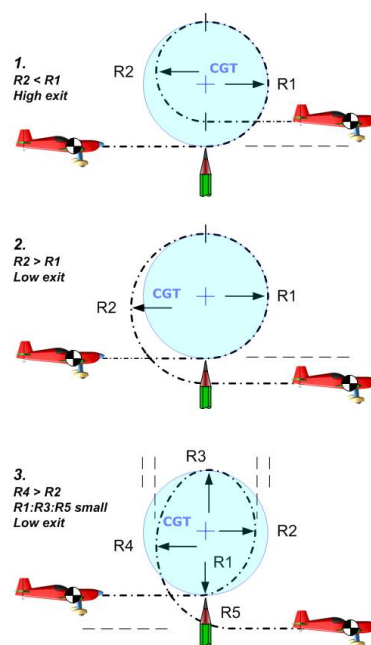 1.
R2 < R1
High exit
R2
CGT
R1
2.
R2 > R1
Low exit
CGT
R2
R1
3.
R4 > R2
R1:R3:R5 small
Low exit
R3
CGT
R4
R2
R1
R5